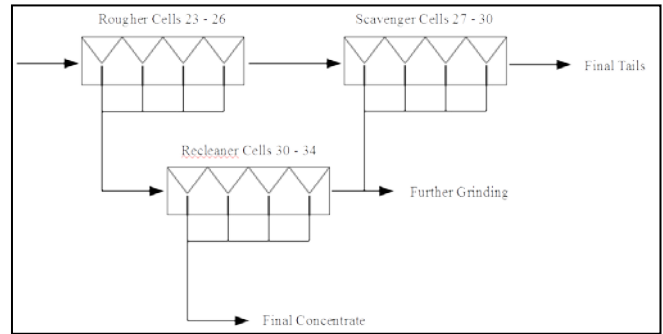 Rougher Cells 23 - 26
Scavenger Cells 27 - 30
Final Tails
Recleaner Cells 30 - 34
Further Grinding
Final Concentrate